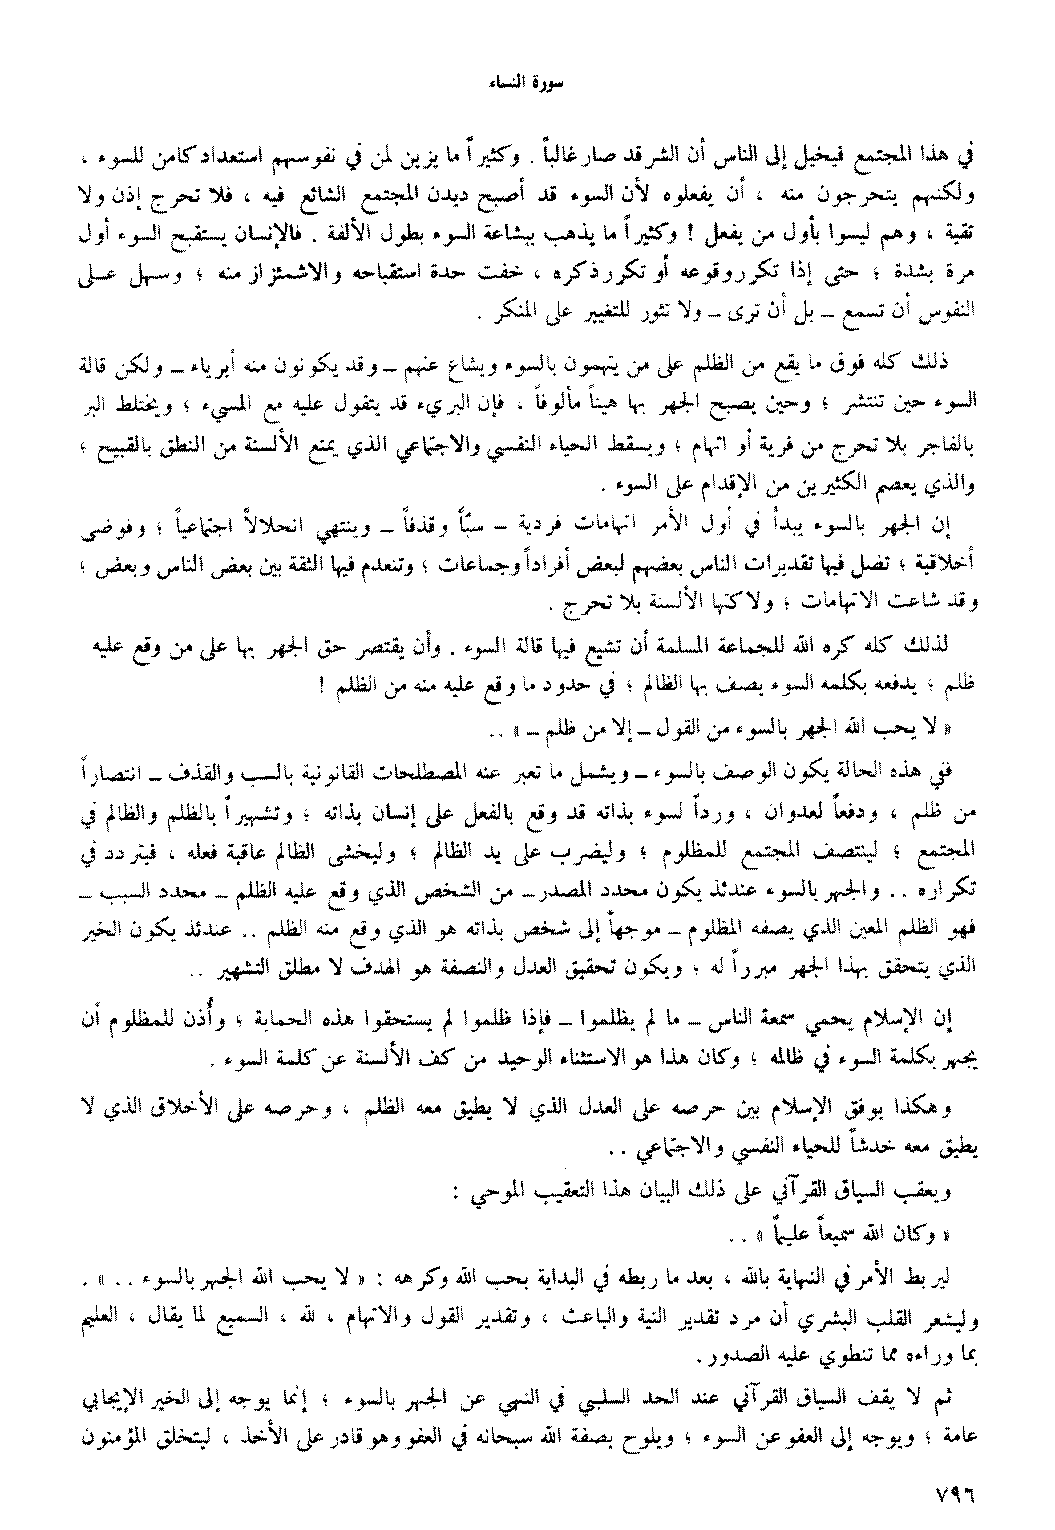 سورة النساء
في هذا المجتمع فيخيل إلى الناس أن الشر قد صار غالباً . وكثيراً ما يزين لمن في نفوسهم استعداد كامن للسوء ،
ولكنهم يتحرجون منه ، أن يفعلوه لأن السوء قد أصبح ديدن المجتمع الشائع فيه ، فلا تحرج إذن ولا
تقية ، وهم ليسوا بأول من يفعل ! وكثيراً ما يذهب ببشاعة السوء بطول الألفة . فالإنسان يستقبح السوء أول
مرة بشدة ؛ حتى إذا تكرر وقوعه أو تكرر ذكره ، خفت حدة استقباحه والاشمئزاز منه ؛ وسهل على
النفوس أن تسمع – بل أن ترى – ولا تثور للتغيير على المنكر .
ذلك كله فوق ما يقع من الظلم على من يتهمون بالسوء ويشاع عنهم – وقد يكونون منه أبرياء – ولكن قالة
السوء حين تنتشر ؛ وحين يصبح الجهر بها هيناً مألوفاً ، فإن البريء قد يتقول عليه مع المسيء ؛ ويختلط البر
بالفاجر بلا تحرج من فرية أو اتهام ؛ ويسقط الحياء النفسي والاجتماعي الذي يمنع الألسنة من النطق بالقبيح ؛
والذي يعصم الكثيرين من الإقدام على السوء .
إن الجهر بالسوء يبدأ في أول الأمر اتهامات فردية – سبّاً وقذفاً – وينتهي انحلالاً اجتماعياً ؛ وفوضى
أخلاقية ؛ تضل فيها تقديرات الناس بعضهم لبعض أفراداً وجماعات ؛ وتنعدم فيها الثقة بين بعض الناس وبعض ؛
وقد شاعت الاتهامات ؛ ولاكتها الألسنة بلا تحرج .
لذلك كله كره الله للجماعة المسلمة أن تشيع فيها قالة السوء . وأن يقتصر حق الجهر بها على من وقع عليه
ظلم ؛ يدفعه بكلمه السوء يصف بها الظالم ؛ في حدود ما وقع عليه منه من الظلم !
« لا يحب الله الجهر بالسوء من القول – إلا من ظلم – » ..
ففي هذه الحالة يكون الوصف بالسوء – ويشمل ما تعبر عنه المصطلحات القانونية بالسب والقذف – انتصاراً
من ظلم ، ودفعاً لعدوان ، ورداً لسوء بذاته قد وقع بالفعل على إنسان بذاته ؛ وتشهيراً بالظلم والظالم في
المجتمع ؛ لينتصف المجتمع للمظلوم ؛ وليضرب على يد الظالم ؛ وليخشى الظالم عاقبة فعله ، فيتردد في
تكراره .. والجهر بالسوء عندئذ يكون محدد المصدر – من الشخص الذي وقع عليه الظلم – محدد السبب –
فهو الظلم المعين الذي يصفه المظلوم – موجهاً إلى شخص بذاته هو الذي وقع منه الظلم .. عندئذ يكون الخير
الذي يتحقق بهذا الجهر مبرراً له ؛ ويكون تحقيق العدل والنصفة هو الهدف لا مطلق التشهير ..
إن الإسلام يحمي سمعة الناس – ما لم يظلموا – فإذا ظلموا لم يستحقوا هذه الحماية ؛ وأُذن للمظلوم أن
يجهر بكلمة السوء في ظالمه ؛ وكان هذا هو الاستثناء الوحيد من كف الألسنة عن كلمة السوء .
وهكذا يوفق الإسلام بين حرصه على العدل الذي لا يطيق معه الظلم ، وحرصه على الأخلاق الذي لا
يطيق معه خدشاً للحياء النفسي والاجتماعي ..
ويعقب السياق القرآني على ذلك البيان هذا التعقيب الموحي :
« وكان الله سميعاً عليماً » ..
ليربط الأمر في النهاية بالله ، بعد ما ربطه في البداية بحب الله وكرهه : « لا يحب الله الجهر بالسوء .. » .
وليشعر القلب البشري أن مرد تقدير النية والباعث ، وتقدير القول والاتهام ، لله ، السميع لما يقال ، العليم
بما وراءه مما تنطوي عليه الصدور .
ثم لا يقف السياق القرآني عند الحد السلبي في النهي عن الجهر بالسوء ؛ إنما يوجه إلى الخير الإيجابي
عامة ؛ ويوجه إلى العفو عن السوء ؛ ويلوح بصفة الله سبحانه في العفو وهو قادر على الأخذ ، ليتخلق المؤمنون
٧٩٦